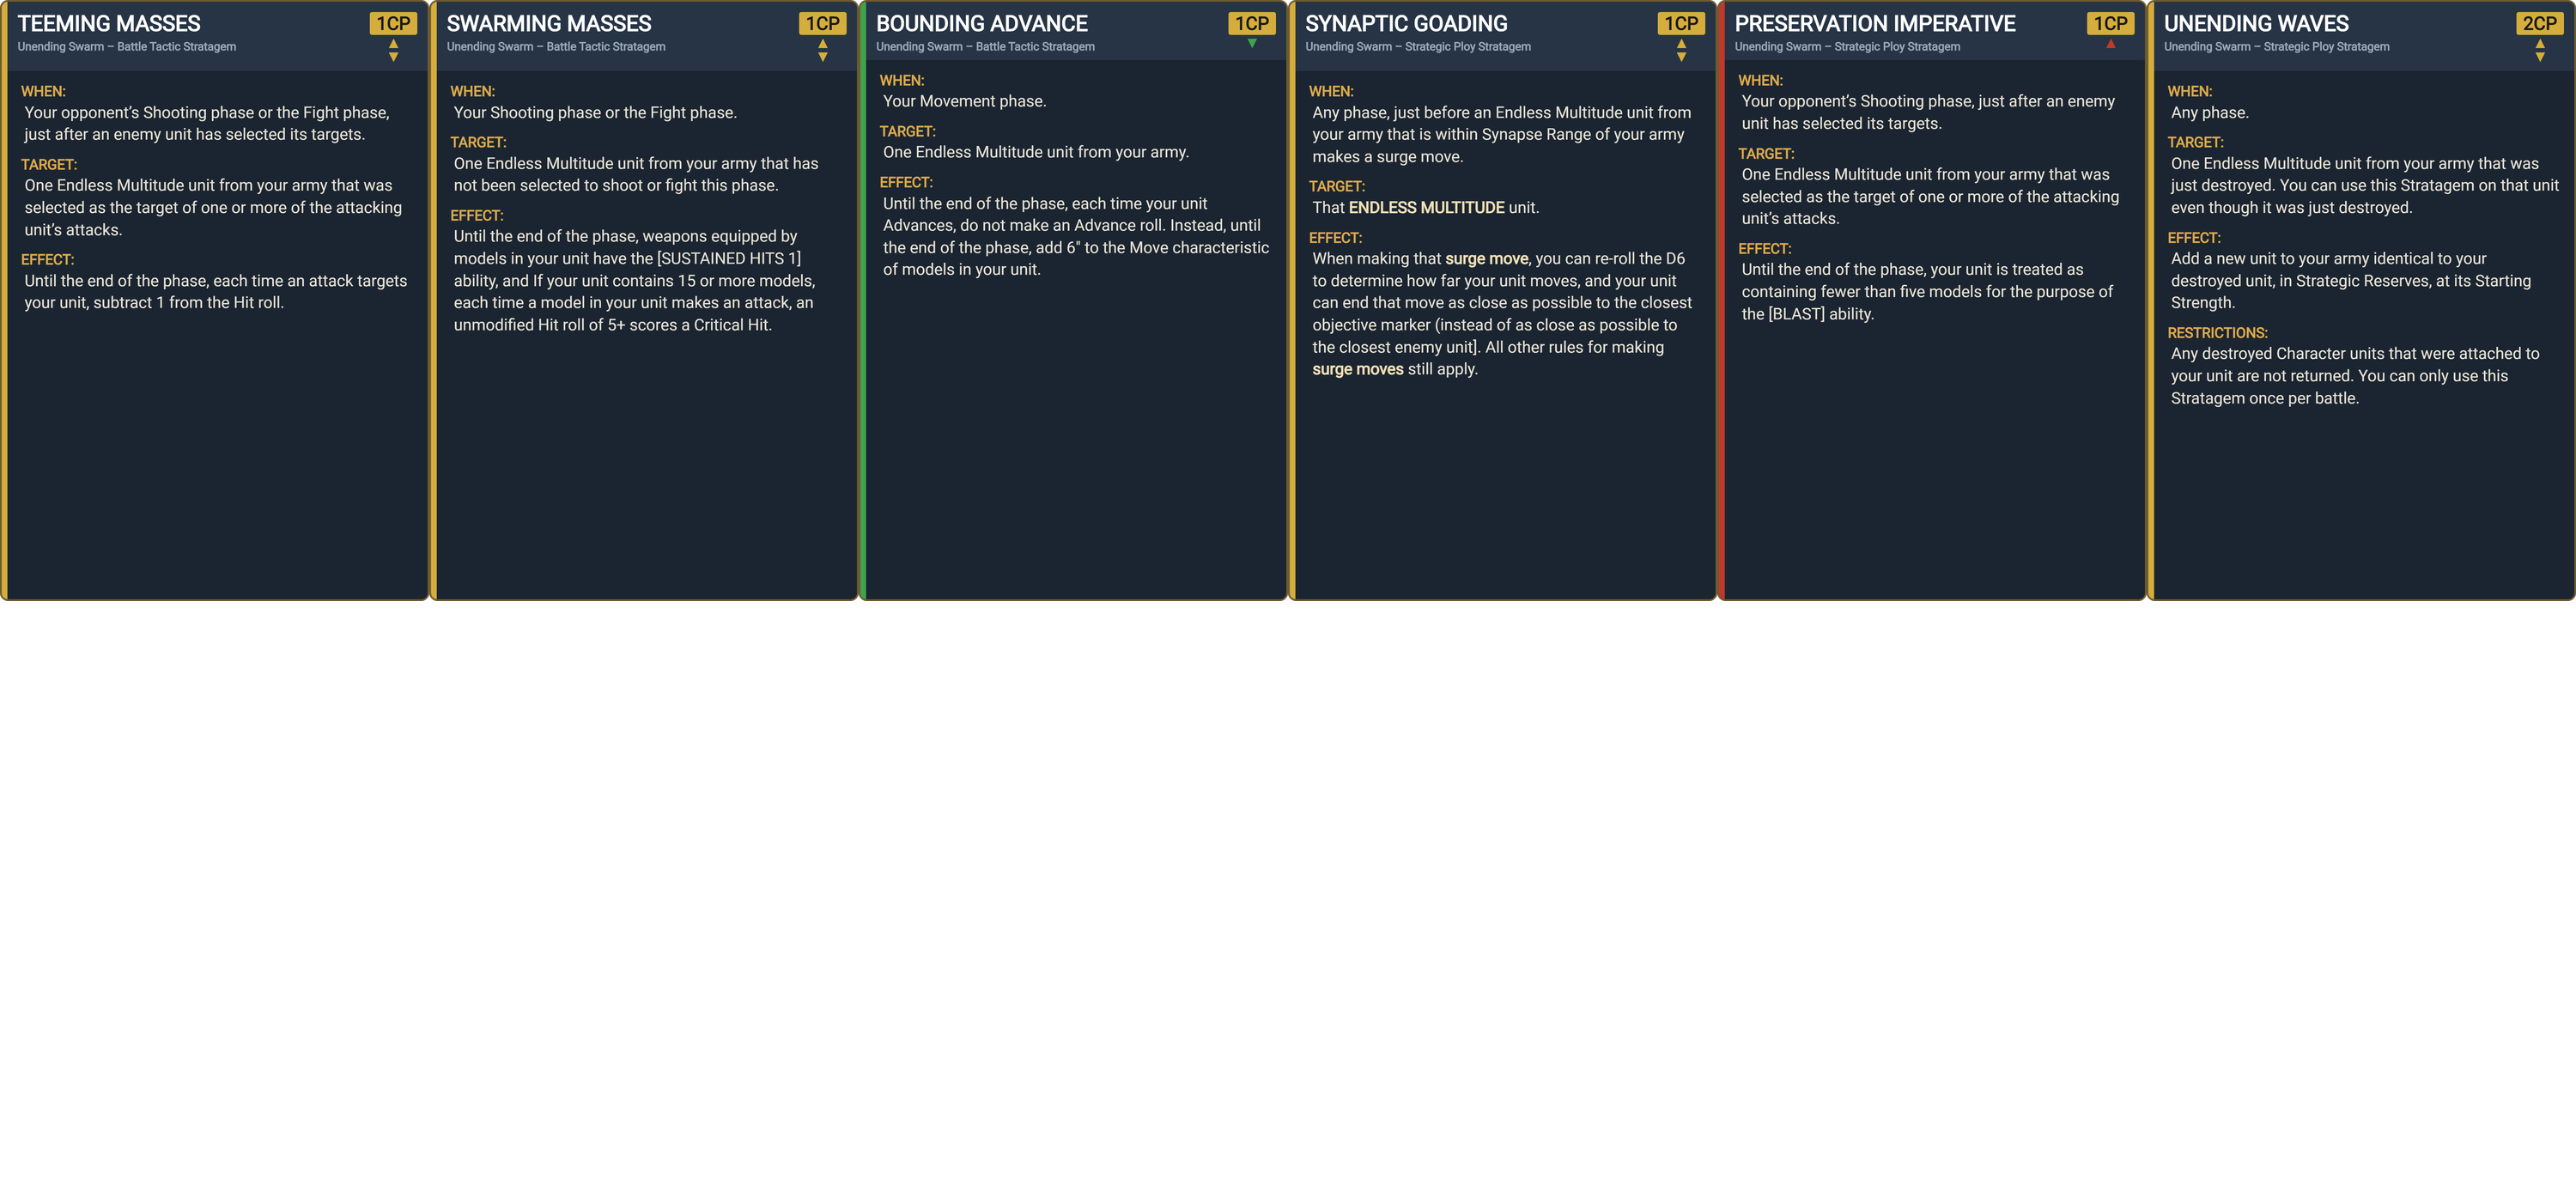 TEEMING MASSES
1CP
Unending Swarm – Battle Tactic Stratagem
WHEN:
Your opponent’s Shooting phase or the Fight phase,
just after an enemy unit has selected its targets.
TARGET:
One Endless Multitude unit from your army that was
selected as the target of one or more of the attacking
unit’s attacks.
EFFECT:
Until the end of the phase, each time an attack targets
your unit, subtract 1 from the Hit roll.
SWARMING MASSES
1CP
Unending Swarm – Battle Tactic Stratagem
WHEN:
Your Shooting phase or the Fight phase.
TARGET:
One Endless Multitude unit from your army that has
not been selected to shoot or fight this phase.
EFFECT:
Until the end of the phase, weapons equipped by
models in your unit have the [SUSTAINED HITS 1]
ability, and If your unit contains 15 or more models,
each time a model in your unit makes an attack, an
unmodified Hit roll of 5+ scores a Critical Hit.
BOUNDING ADVANCE
1CP
Unending Swarm – Battle Tactic Stratagem
WHEN:
Your Movement phase.
TARGET:
One Endless Multitude unit from your army.
EFFECT:
Until the end of the phase, each time your unit
Advances, do not make an Advance roll. Instead, until
the end of the phase, add 6" to the Move characteristic
of models in your unit.
SYNAPTIC GOADING
1CP
Unending Swarm – Strategic Ploy Stratagem
WHEN:
Any phase, just before an Endless Multitude unit from
your army that is within Synapse Range of your army
makes a surge move.
TARGET:
That ENDLESS MULTITUDE unit.
EFFECT:
When making that surge move, you can re-roll the D6
to determine how far your unit moves, and your unit
can end that move as close as possible to the closest
objective marker (instead of as close as possible to
the closest enemy unit]. All other rules for making
surge moves still apply.
PRESERVATION IMPERATIVE
1CP
Unending Swarm – Strategic Ploy Stratagem
WHEN:
Your opponent’s Shooting phase, just after an enemy
unit has selected its targets.
TARGET:
One Endless Multitude unit from your army that was
selected as the target of one or more of the attacking
unit’s attacks.
EFFECT:
Until the end of the phase, your unit is treated as
containing fewer than five models for the purpose of
the [BLAST] ability.
UNENDING WAVES
2CP
Unending Swarm – Strategic Ploy Stratagem
WHEN:
Any phase.
TARGET:
One Endless Multitude unit from your army that was
just destroyed. You can use this Stratagem on that unit
even though it was just destroyed.
EFFECT:
Add a new unit to your army identical to your
destroyed unit, in Strategic Reserves, at its Starting
Strength.
RESTRICTIONS:
Any destroyed Character units that were attached to
your unit are not returned. You can only use this
Stratagem once per battle.